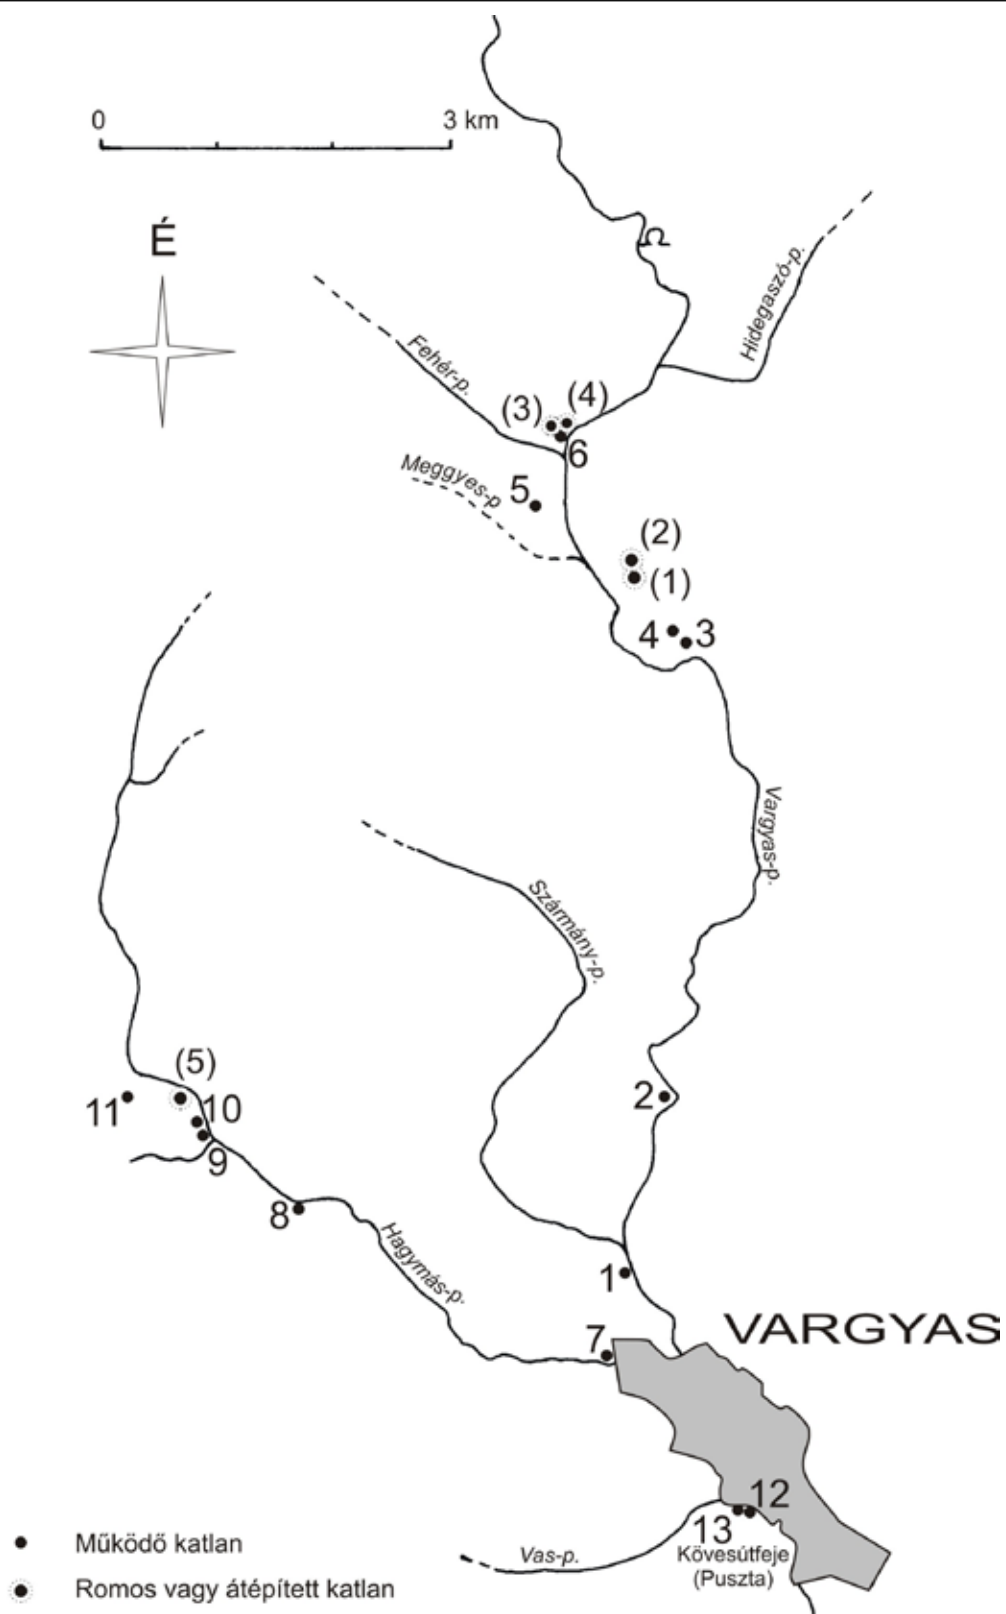 0 3 km
É
Ω
Hidegaszó-p.
Fehér-p.
(3) (4)
6
Meggyes-p
5
(2)
(1)
4 3
Vargyas-p.
Szármány-p.
(5)
11 10
2
9
8
Hagymás-p.
1
VARGYAS
7
12
13
Kövesútfeje
(Puszta)
Vas-p.
Működő katlan
Romos vagy átépített katlan